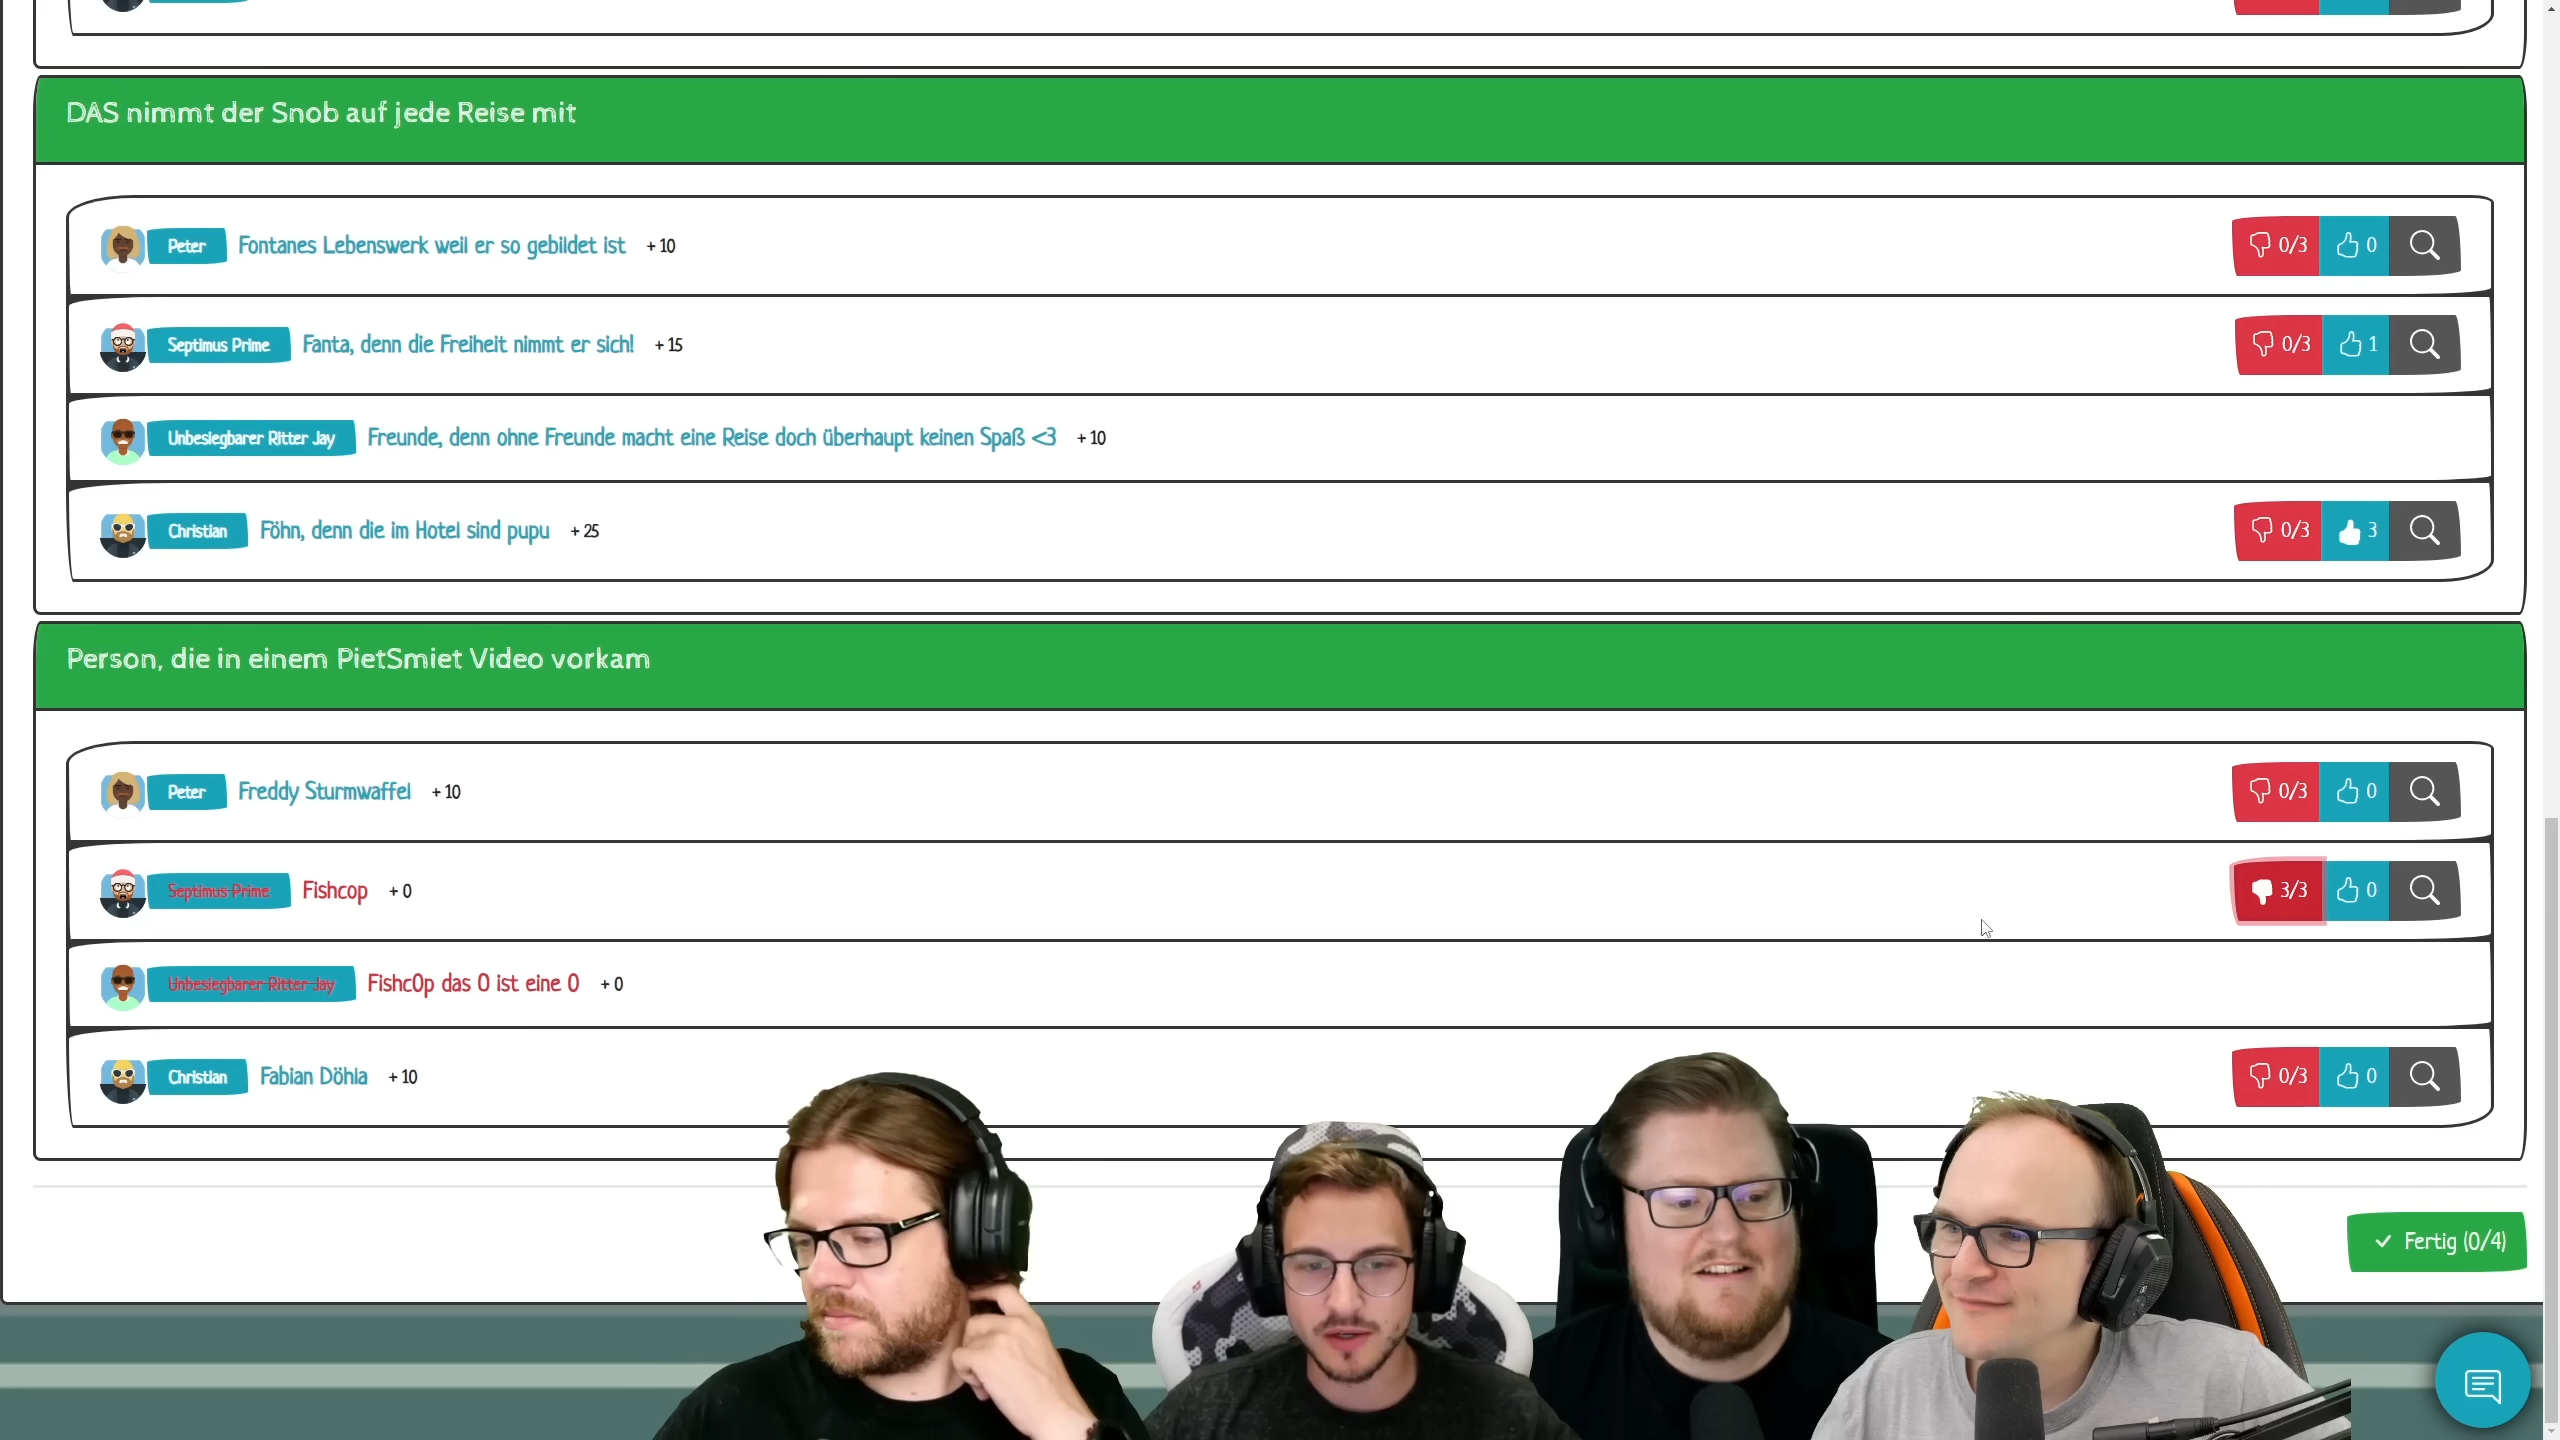 DAS nimmt der Snob auf jede Reise mit
Peter Fontanes Lebenswerk weil er so gebildet ist + 10 0/3 0
Septimus Prime Fanta, denn die Freiheit nimmt er sich! + 15 0/3 1
Unbesiegbarer Ritter Jay Freunde, denn ohne Freunde macht eine Reise doch überhaupt keinen Spaß <3 + 10
Christian Föhn, denn die im Hotel sind pupu + 25 0/3 3
Person, die in einem PietSmiet Video vorkam
Peter Freddy Sturmwaffel + 10 0/3 0
Septimus Prime Fishcop + 0 3/3 0
Unbesiegbarer Ritter Jay Fishc0p das O ist eine 0 + 0
Christian Fabian Döhla + 10 0/3 0
Fertig (0/4)